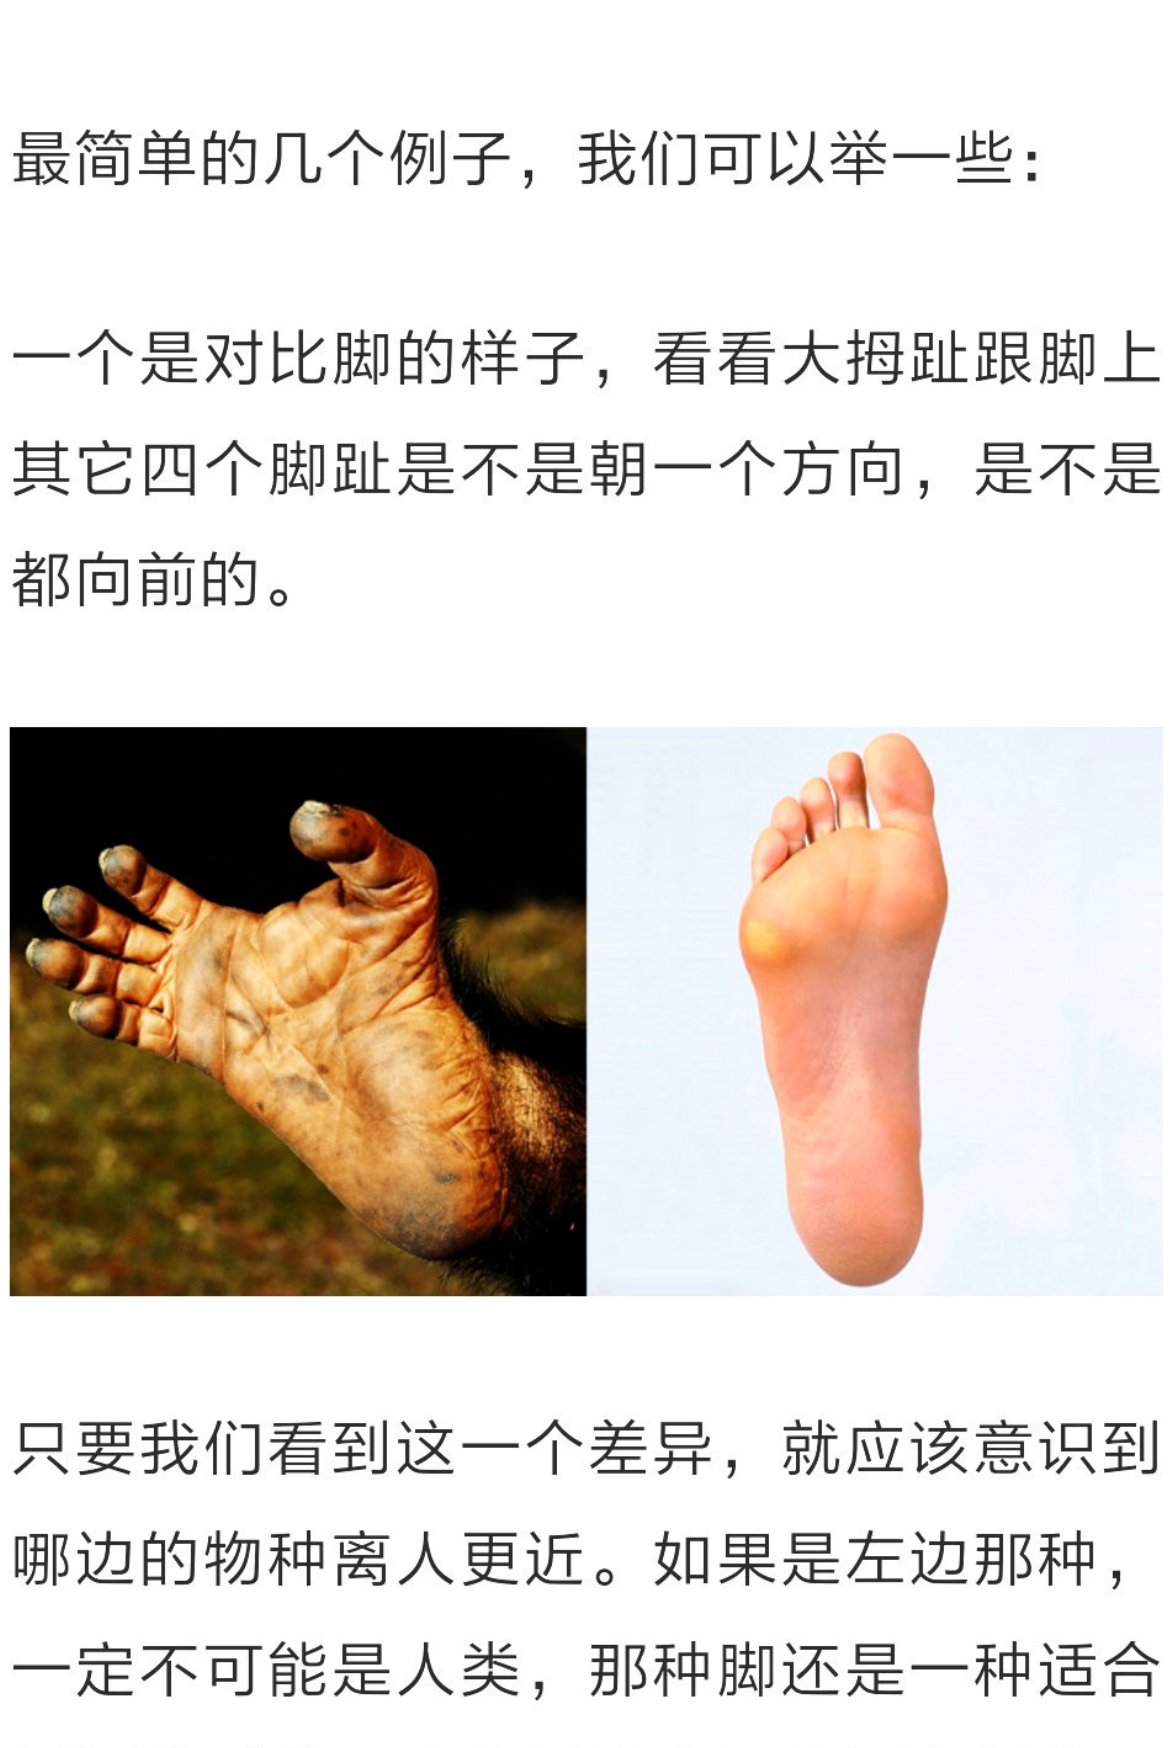 最简单的几个例子，我们可以举一些：
一个是对比脚的样子，看看大拇趾跟脚上
其它四个脚趾是不是朝一个方向，是不是
都向前的。
只要我们看到这一个差异，就应该意识到
哪边的物种离人更近。如果是左边那种，
一定不可能是人类，那种脚还是一种适合